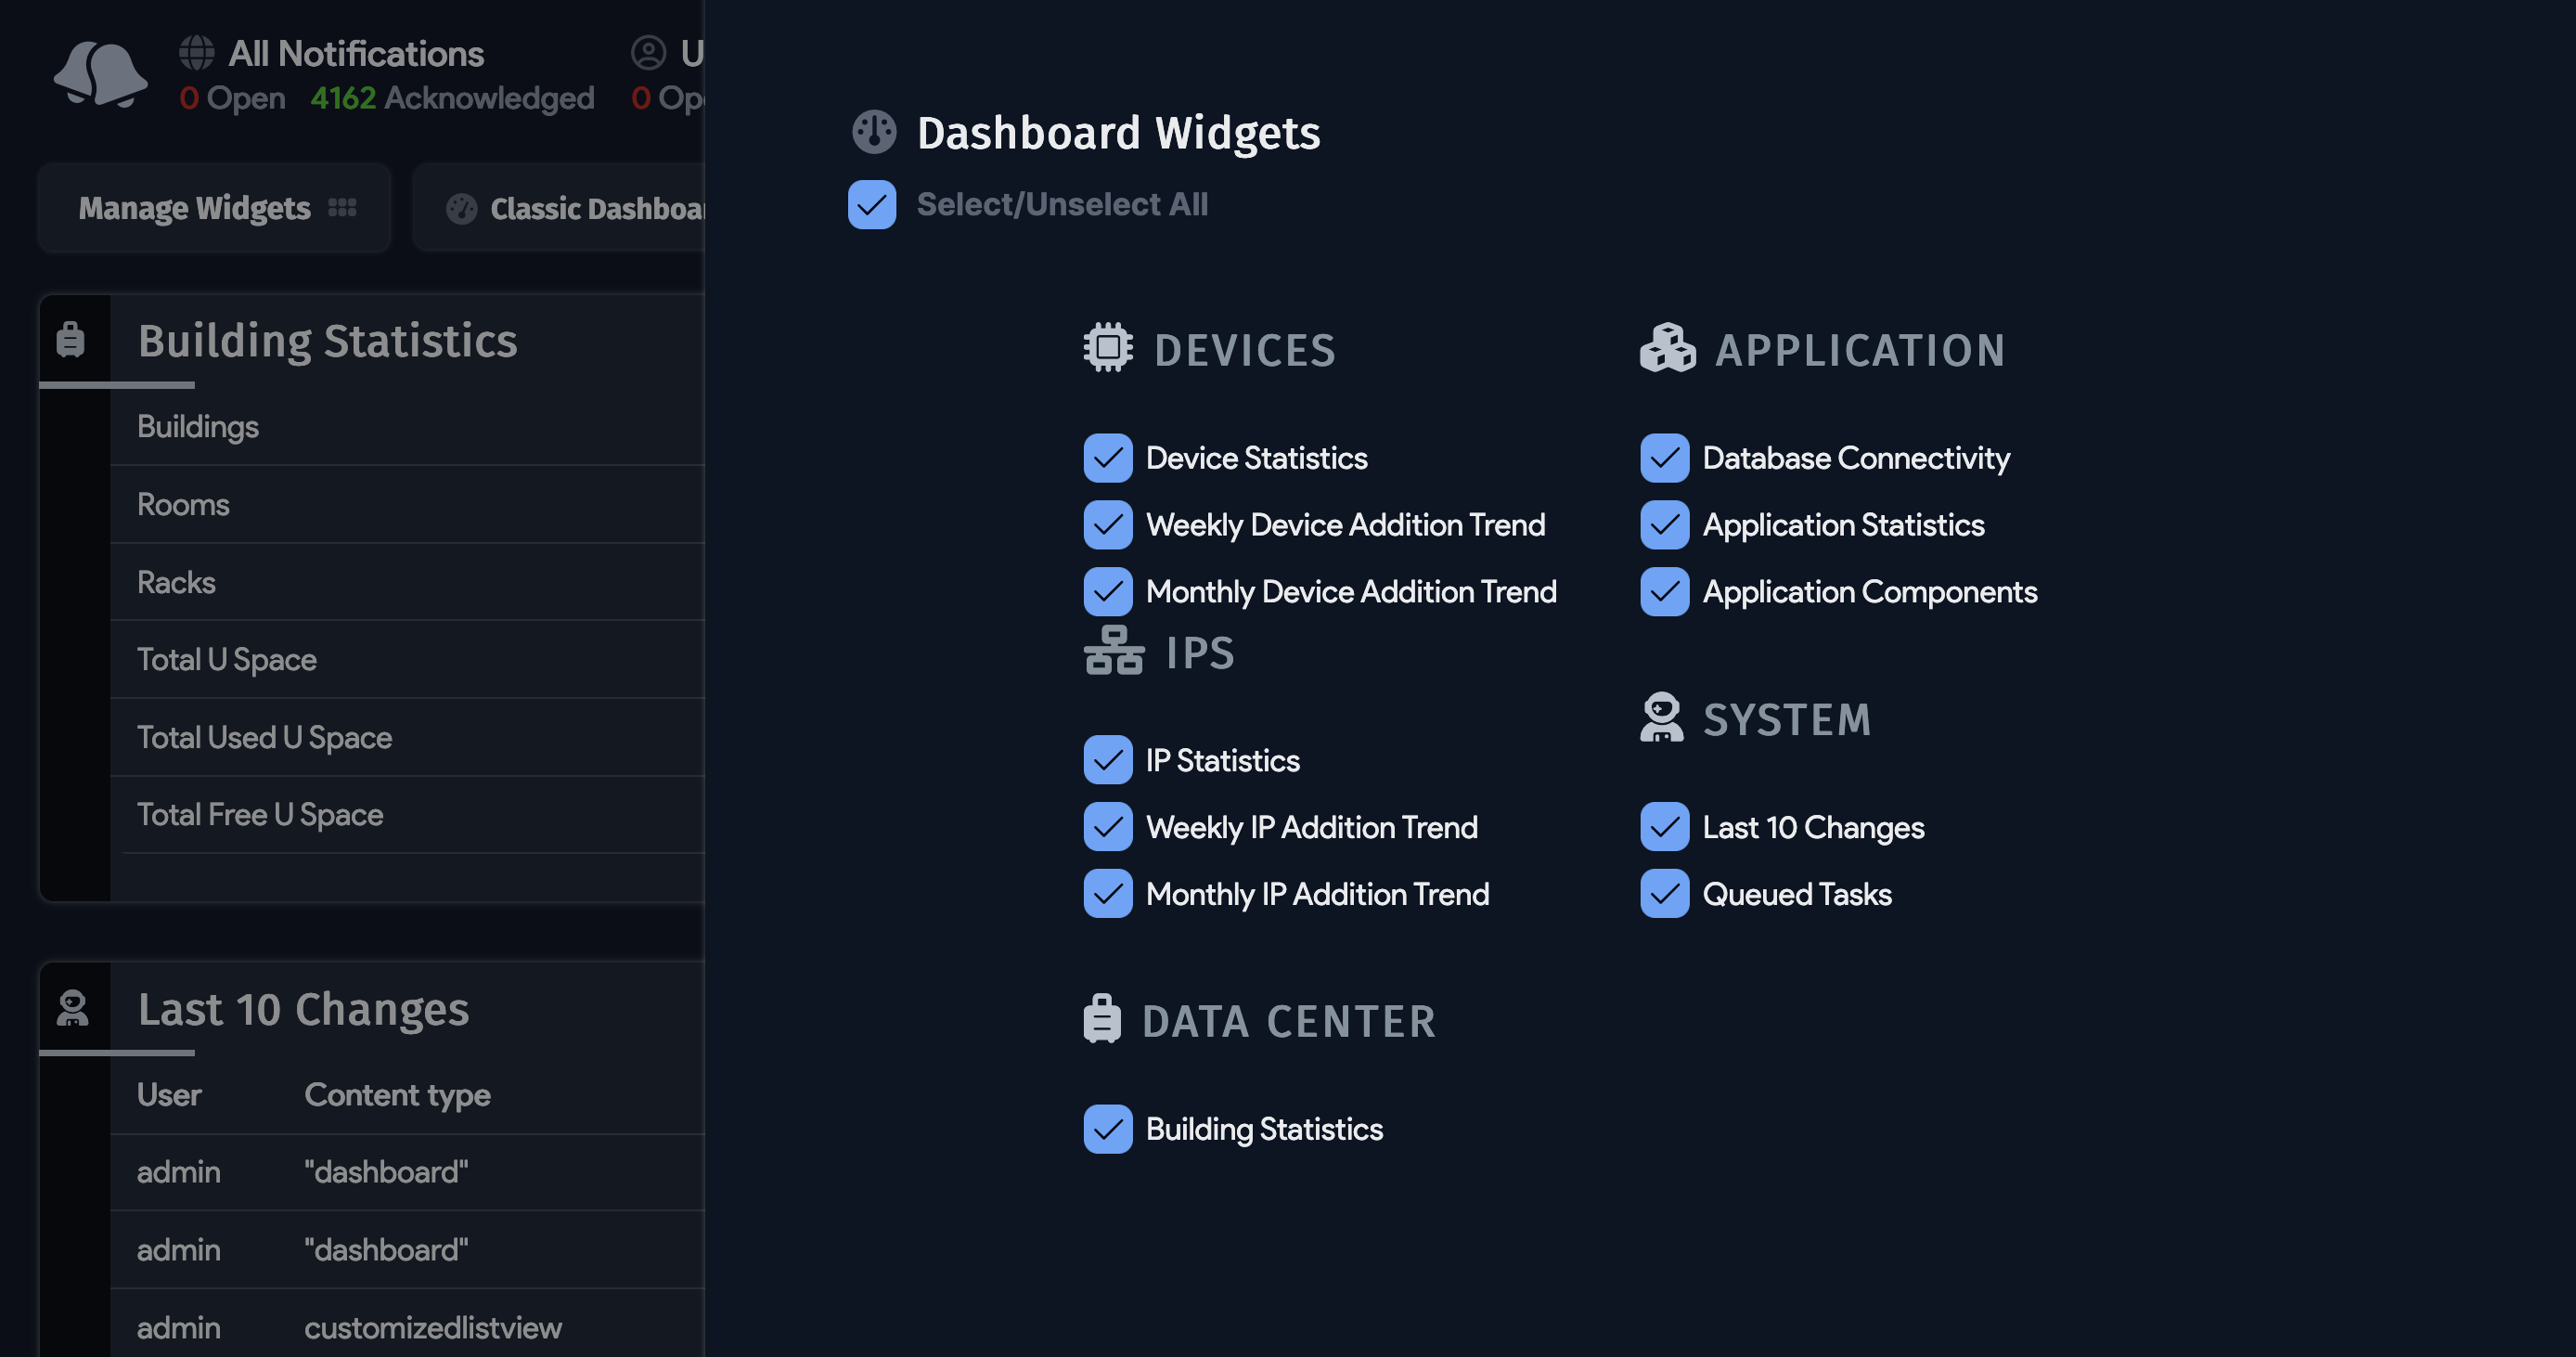 All Notifications
0 Open 4162 Acknowledged
U
0 Ope
Manage Widgets
Classic Dashboar
Building Statistics
Buildings
Rooms
Racks
Total U Space
Total Used U Space
Total Free U Space
Last 10 Changes
User Content type
admin "dashboard"
admin "dashboard"
admin customizedlistview
Dashboard Widgets
Select/Unselect All
DEVICES
Device Statistics
Weekly Device Addition Trend
Monthly Device Addition Trend
IPS
IP Statistics
Weekly IP Addition Trend
Monthly IP Addition Trend
DATA CENTER
Building Statistics
APPLICATION
Database Connectivity
Application Statistics
Application Components
SYSTEM
Last 10 Changes
Queued Tasks